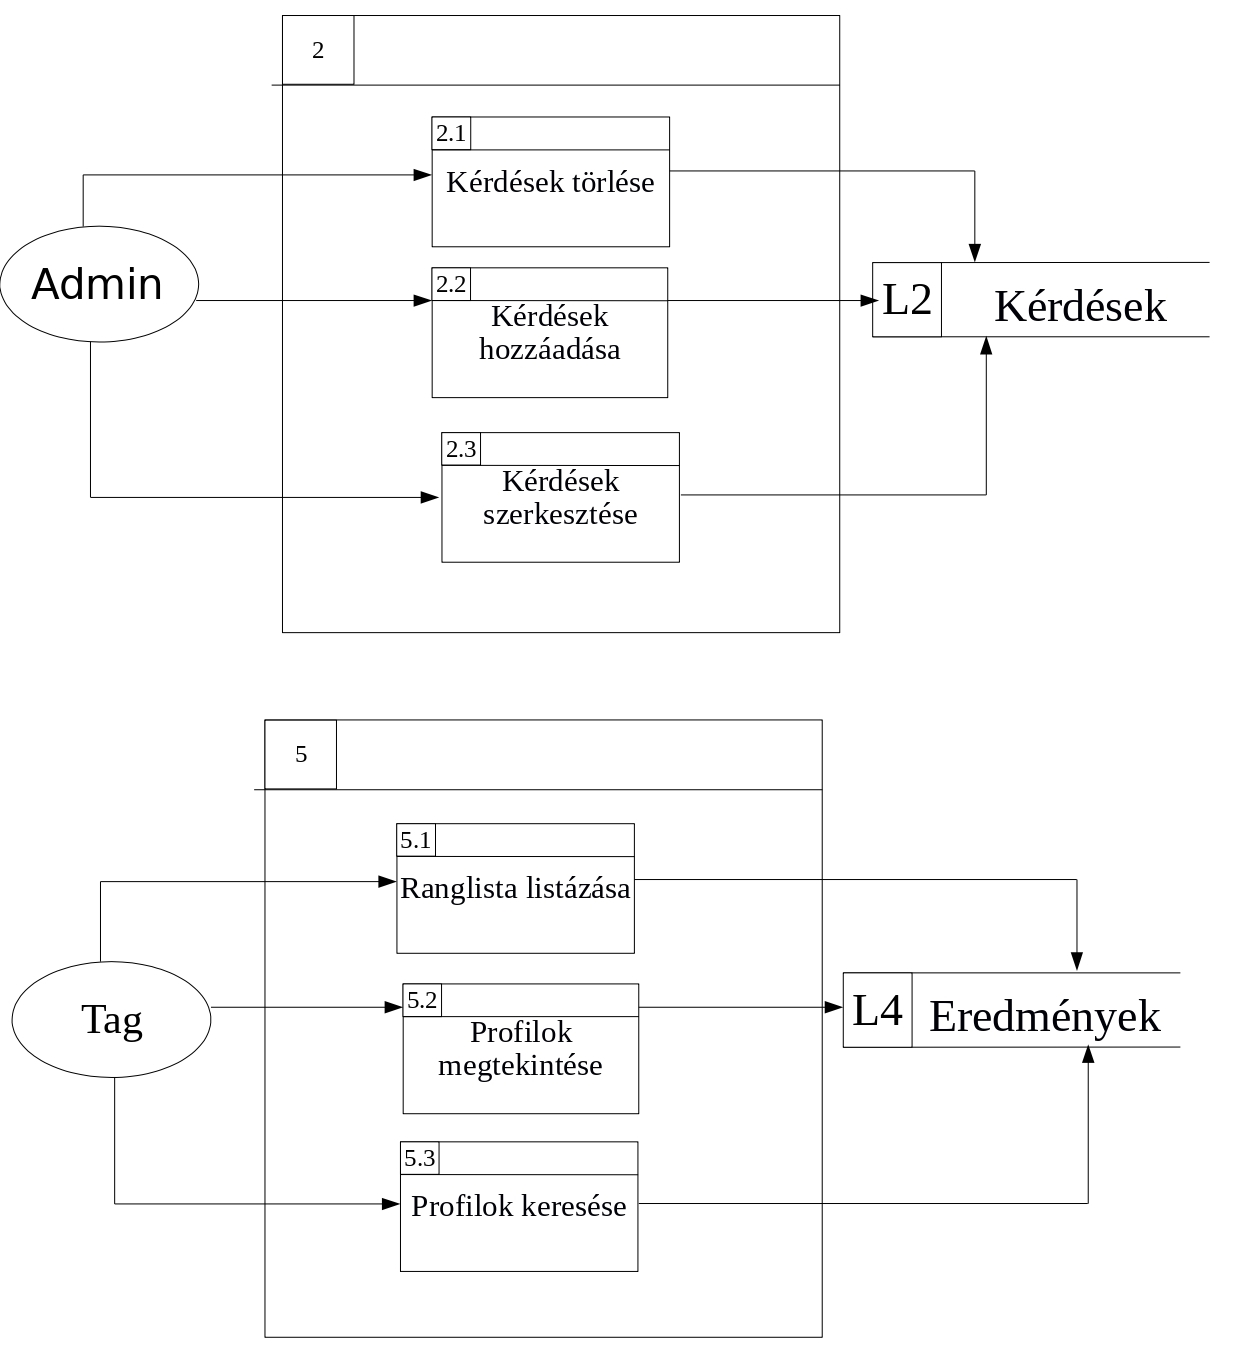 2
2.1
Kérdések törlése
Admin
2.2
Kérdések
hozzáadása
L2
Kérdések
2.3
Kérdések
szerkesztése
5
5.1
Ranglista listázása
Tag
5.2
Profilok
megtekintése
L4
Eredmények
5.3
Profilok keresése